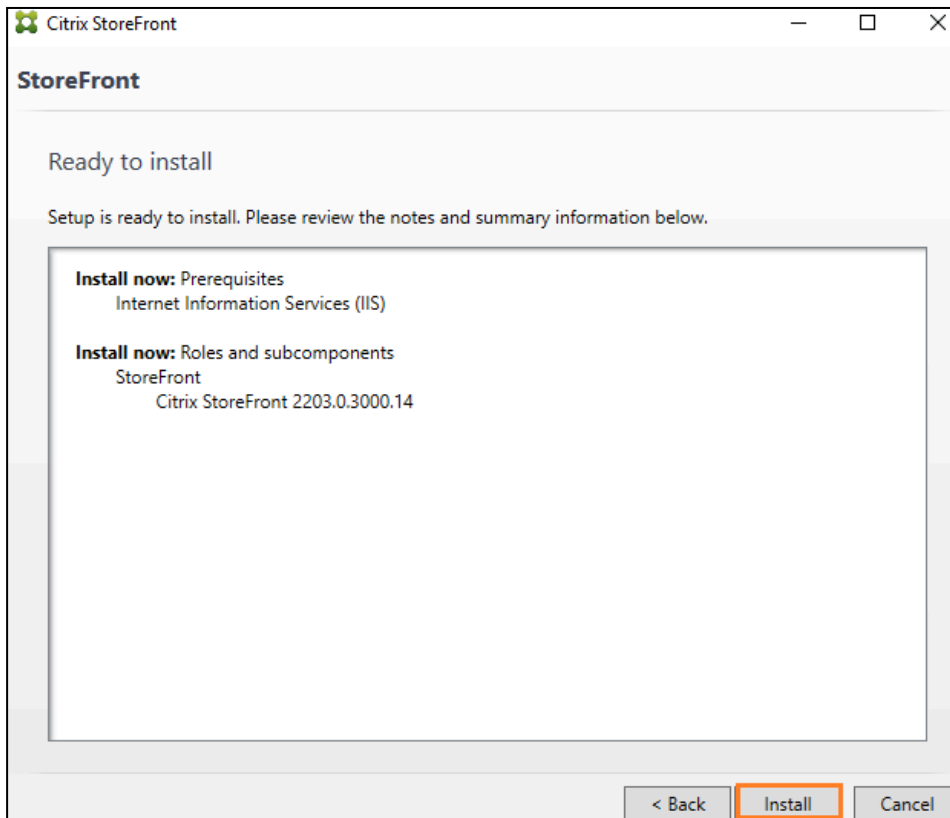 Citrix StoreFront
StoreFront
Ready to install
Setup is ready to install. Please review the notes and summary information below.
Install now: Prerequisites
Internet Information Services (IIS)
Install now: Roles and subcomponents
StoreFront
Citrix StoreFront 2203.0.3000.14
< Back Install Cancel